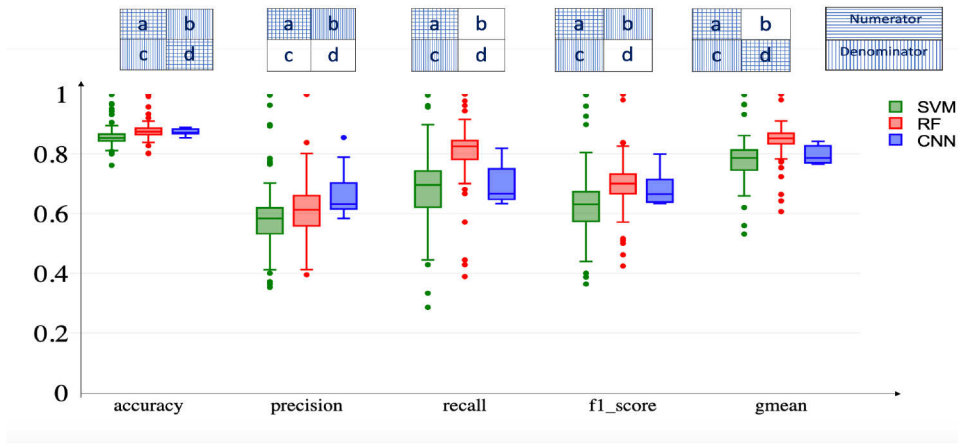 a b a b a b a b a b Numerator
c d c d c d c d c d Denominator
1
SVM
RF
0.8
CNN
0.6
0.4
0.2
0
accuracy precision recall f1_score gmean